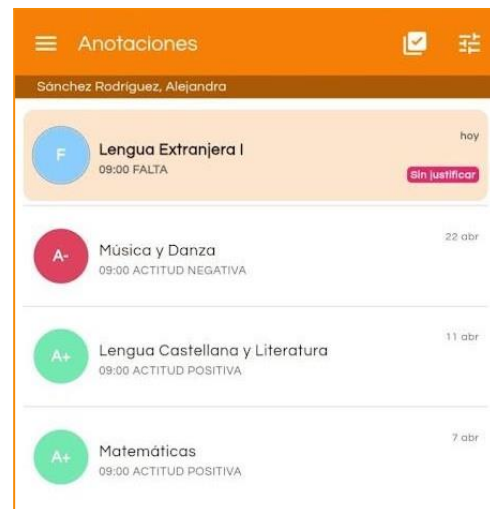 Anotaciones
Sánchez Rodríguez, Alejandra
hoy
F
Lengua Extranjera I
09:00 FALTA
Sin justificar
22 abr
A-
Música y Danza
09:00 ACTITUD NEGATIVA
11 abr
A+
Lengua Castellana y Literatura
09:00 ACTITUD POSITIVA
7 abr
A+
Matemáticas
09:00 ACTITUD POSITIVA